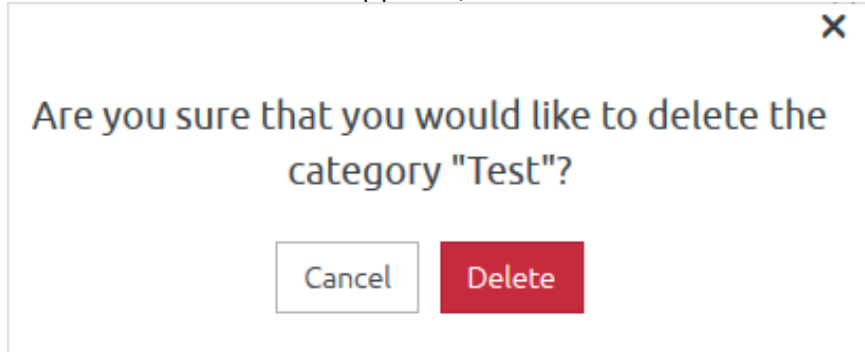 Are you sure that you would like to delete the
category "Test"?
Cancel
Delete